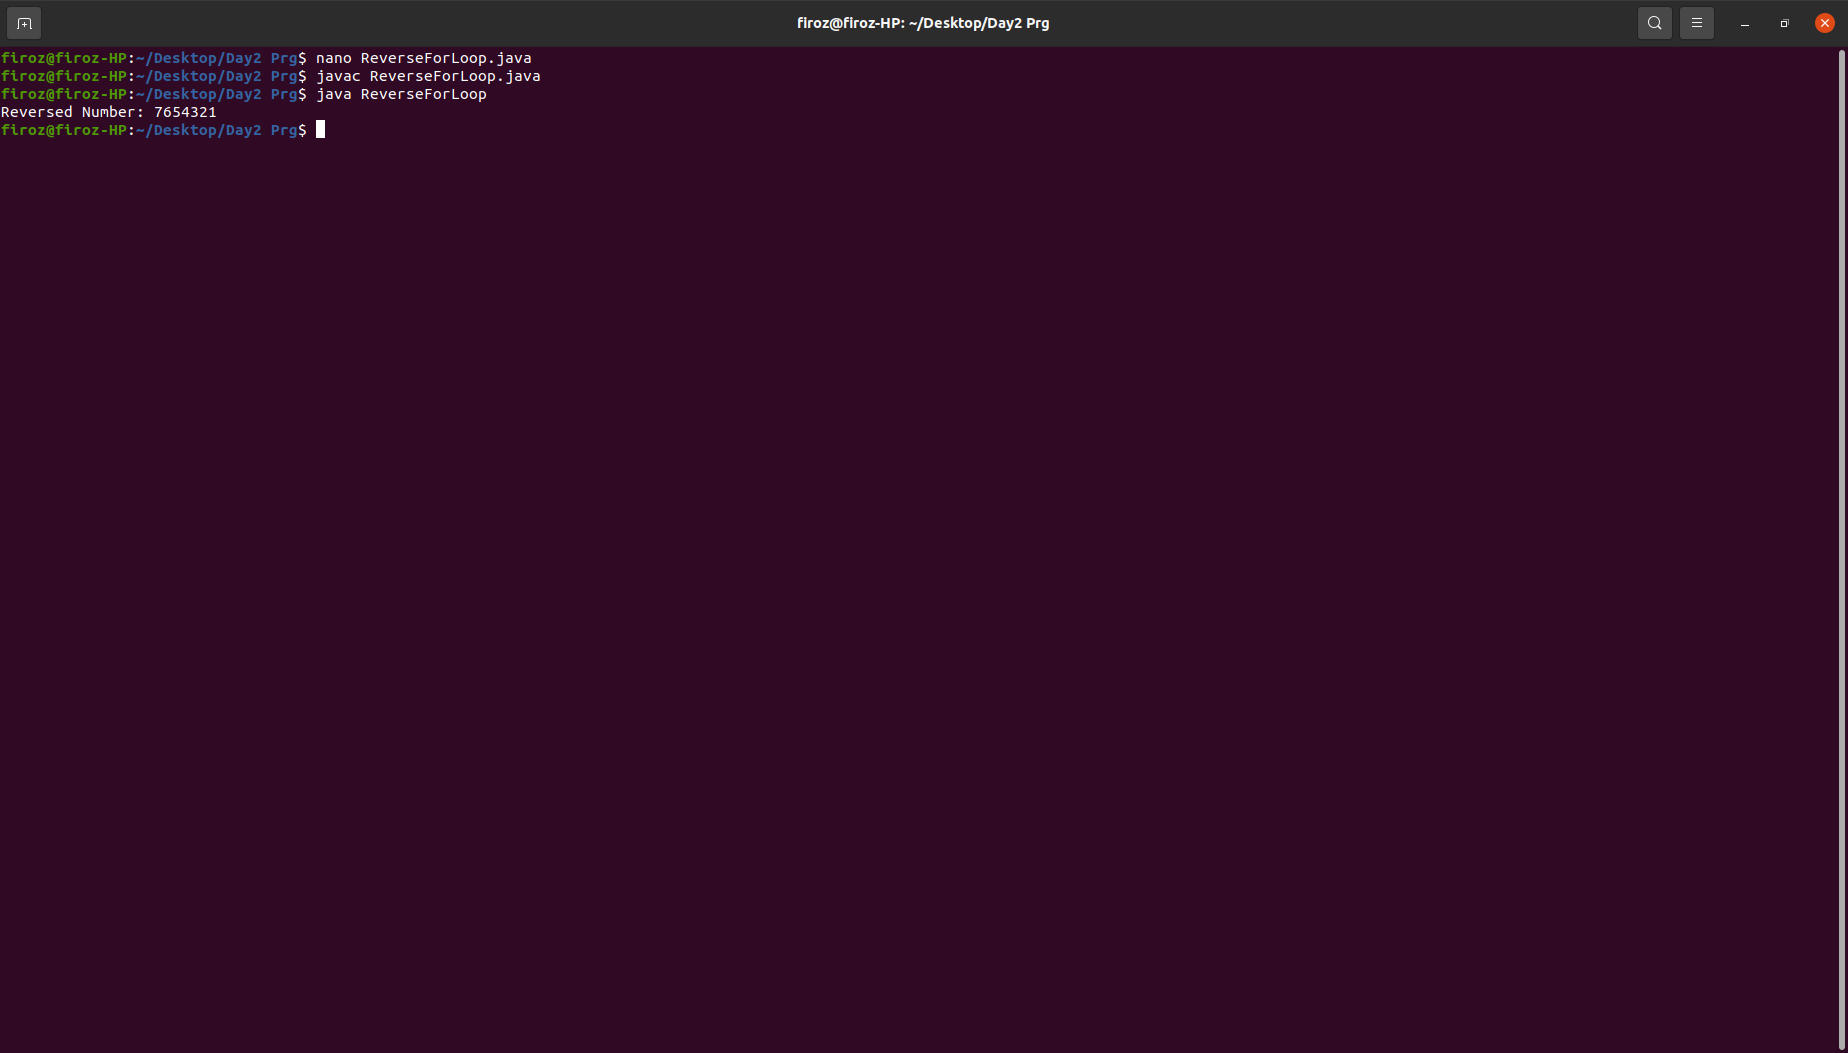 firoz@firoz-HP: ~/Desktop/Day2 Prg
firoz@firoz-HP:~/Desktop/Day2 Prg$ nano ReverseForLoop.java
firoz@firoz-HP:~/Desktop/Day2 Prg$ javac ReverseForLoop.java
firoz@firoz-HP:~/Desktop/Day2 Prg$ java ReverseForLoop
Reversed Number: 7654321
firoz@firoz-HP:~/Desktop/Day2 Prg$